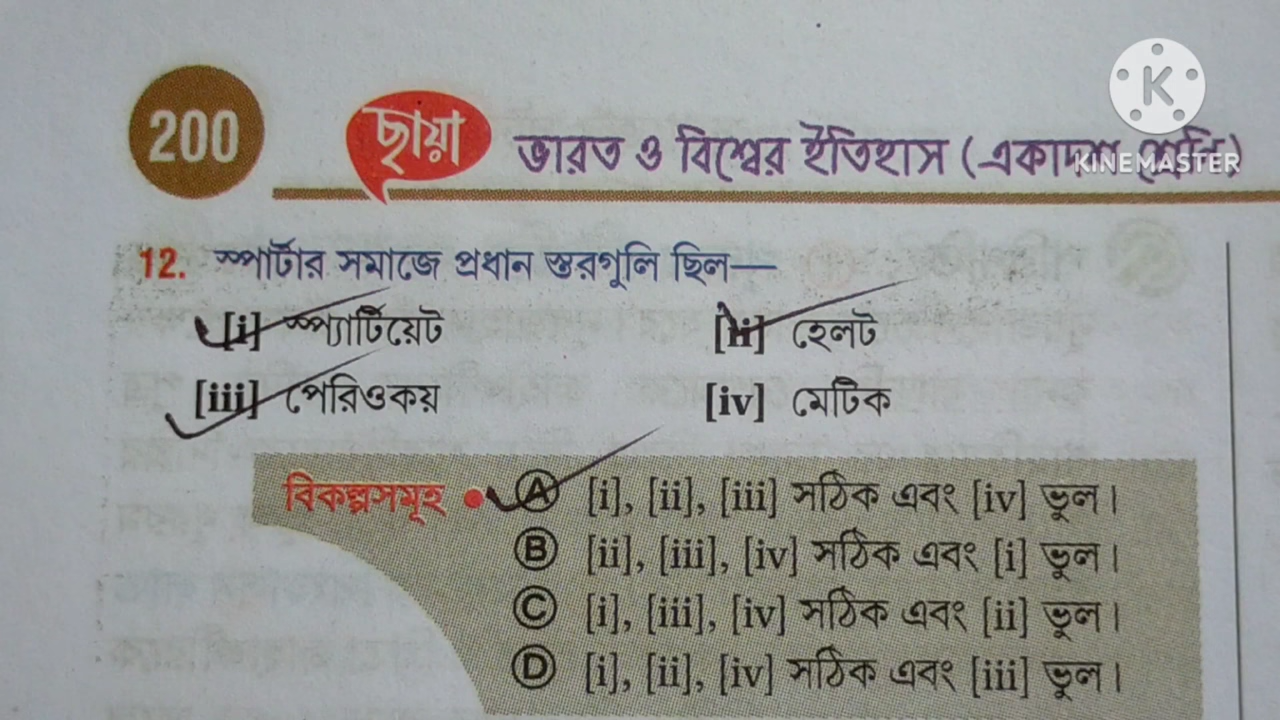 200 ছায়া ভারত ও বিশ্বের ইতিহাস (একাদশ শ্রেণি)
KINEMASTER
12. স্পার্টার সমাজে প্রধান স্তরগুলি ছিল—
[i] স্প্যার্টিয়েট [ii] হেলট
[iii] পেরিওকয় [iv] মেটিক
বিকল্পসমূহ • Ⓐ [i], [ii], [iii] সঠিক এবং [iv] ভুল।
Ⓑ [ii], [iii], [iv] সঠিক এবং [i] ভুল।
Ⓒ [i], [iii], [iv] সঠিক এবং [ii] ভুল।
Ⓓ [i], [ii], [iv] সঠিক এবং [iii] ভুল।